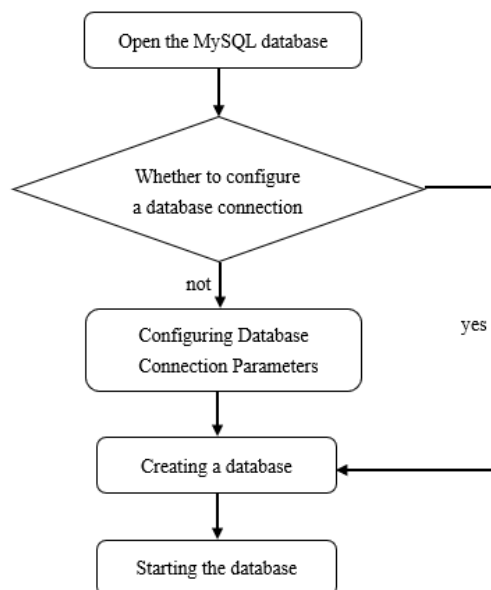 Open the MySQL database
Whether to configure
a database connection
not
yes
Configuring Database
Connection Parameters
Creating a database
Starting the database